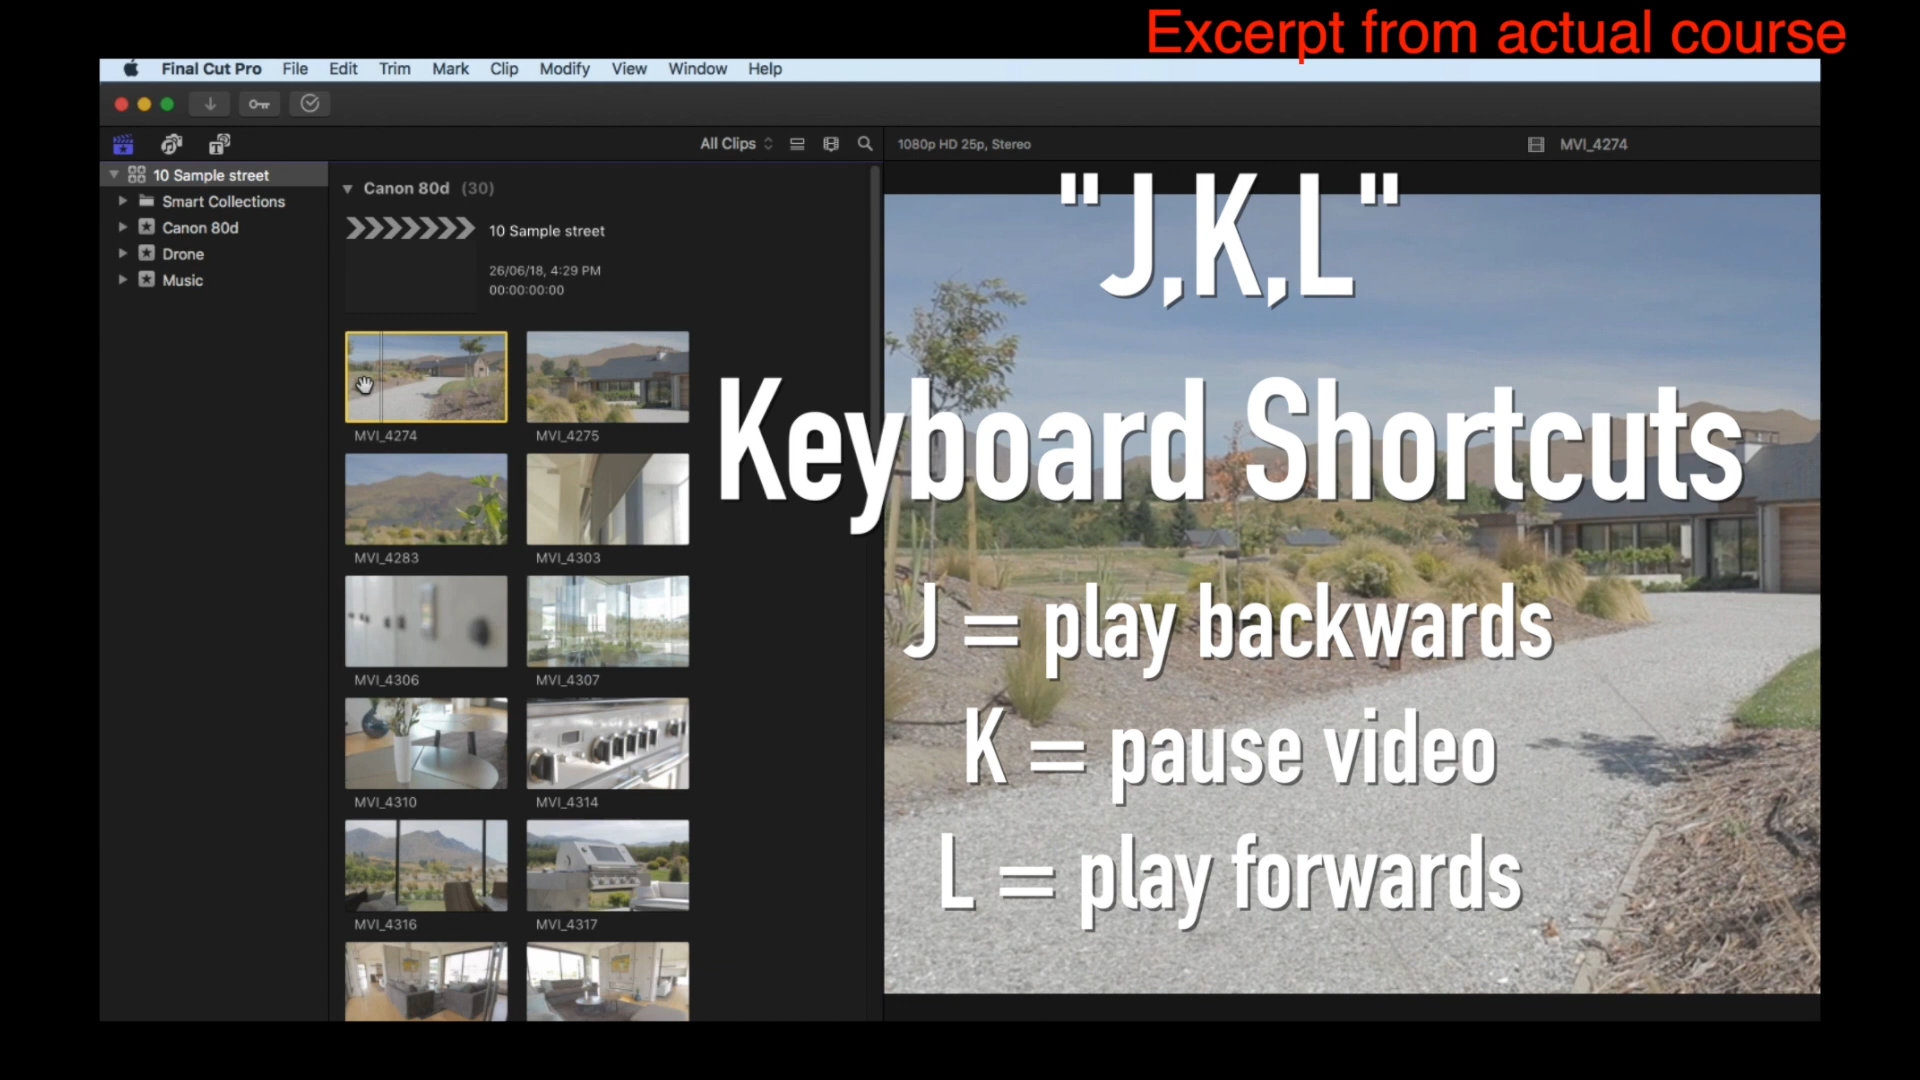 Excerpt from actual course
Final Cut Pro File Edit Trim Mark Clip Modify View Window Help
All Clips
1080p HD 25p, Stereo
MVI_4274
10 Sample street
Smart Collections
Canon 80d
Drone
Music
Canon 80d (30)
10 Sample street
26/06/18, 4:29 PM
00:00:00:00
MVI_4274 MVI_4275
MVI_4283 MVI_4303
MVI_4306 MVI_4307
MVI_4310 MVI_4314
MVI_4316 MVI_4317
"J,K,L"
Keyboard Shortcuts
J = play backwards
K = pause video
L = play forwards